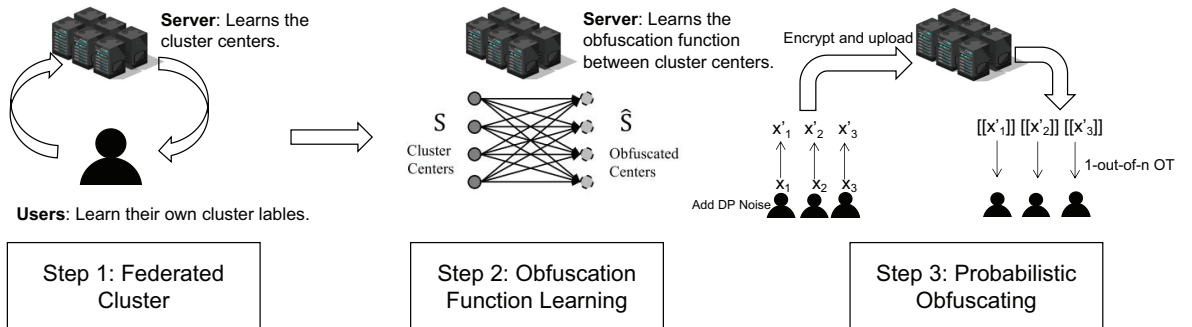 Server: Learns the
cluster centers.
Users: Learn their own cluster lables.
Step 1: Federated
Cluster
Server: Learns the
obfuscation function
between cluster centers.
S
Ŝ
Cluster
Centers
Obfuscated
Centers
Step 2: Obfuscation
Function Learning
Encrypt and upload
x'1 x'2 x'3
x1 x2 x3
Add DP Noise
[[x'1]] [[x'2]] [[x'3]]
1-out-of-n OT
Step 3: Probabilistic
Obfuscating